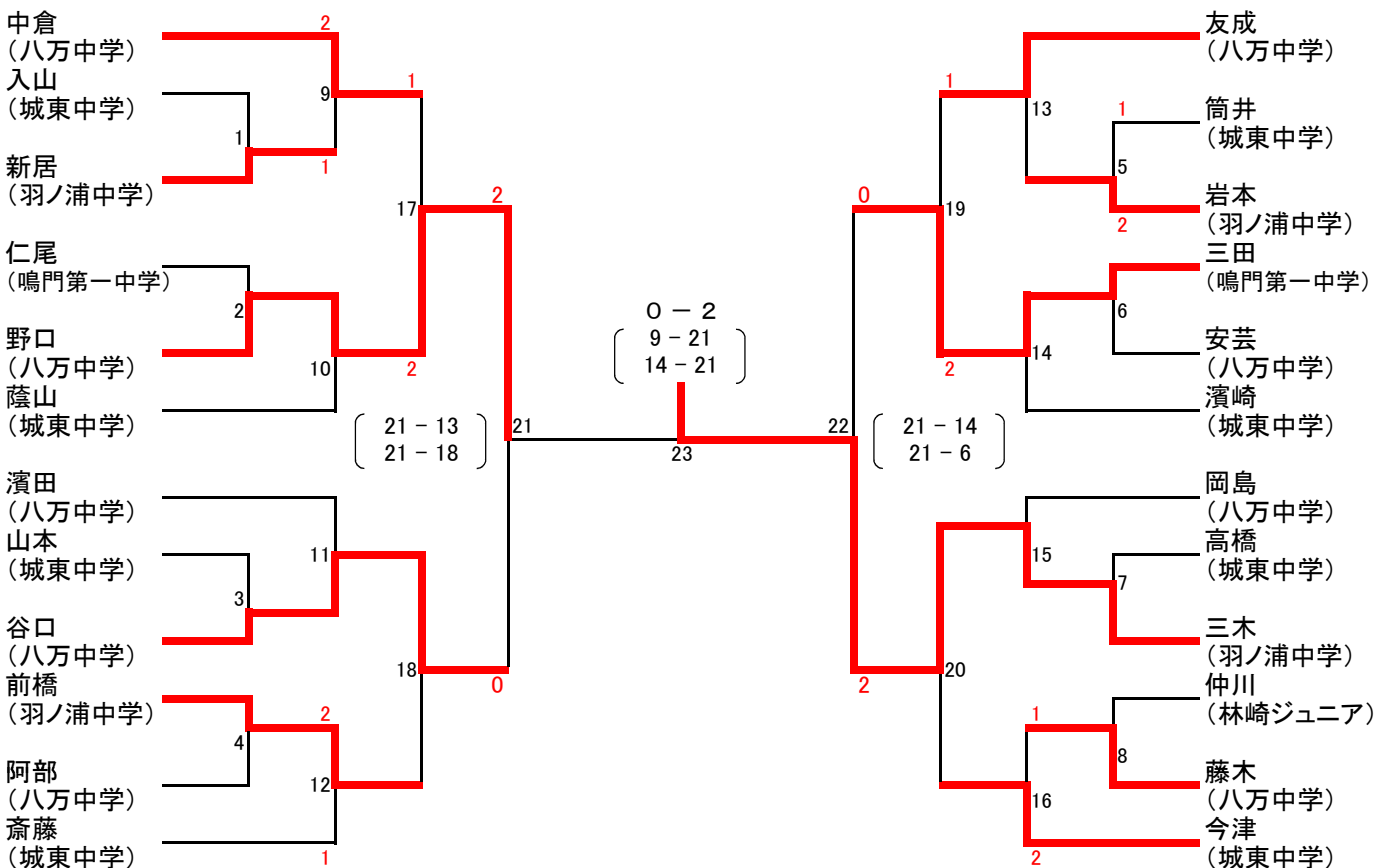 中倉
(八万中学)
入山
(城東中学)
新居
(羽ノ浦中学)
仁尾
(鳴門第一中学)
野口
(八万中学)
蔭山
(城東中学)
濱田
(八万中学)
山本
(城東中学)
谷口
(八万中学)
前橋
(羽ノ浦中学)
阿部
(八万中学)
斎藤
(城東中学)
2
9
1
1
1
17
2
2
10
2
21 − 13
21 − 18
21
11
3
18
0
2
4
12
1
0 − 2
9 − 21
14 − 21
23
1
13
1
5
2
0
19
6
14
2
22
21 − 14
21 − 6
15
7
2
20
1
8
16
2
友成
(八万中学)
筒井
(城東中学)
岩本
(羽ノ浦中学)
三田
(鳴門第一中学)
安芸
(八万中学)
濱崎
(城東中学)
岡島
(八万中学)
高橋
(城東中学)
三木
(羽ノ浦中学)
仲川
(林崎ジュニア)
藤木
(八万中学)
今津
(城東中学)